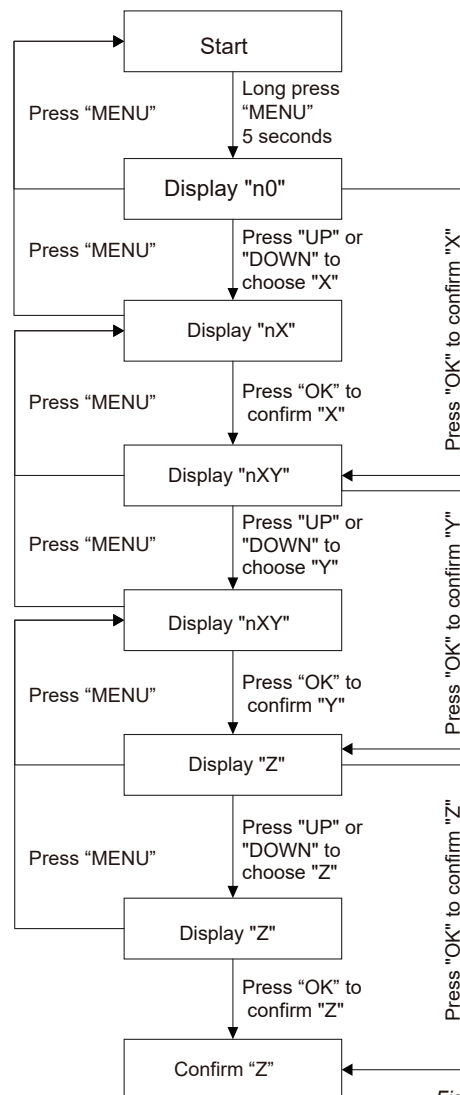 Start
Press “MENU”
Long press
“MENU”
5 seconds
Display "n0"
Press “MENU”
Press "UP" or
"DOWN" to
choose "X"
Press "OK" to confirm "X"
Display "nX"
Press “MENU”
Press “OK” to
confirm "X"
Display "nXY"
Press “MENU”
Press "UP" or
"DOWN" to
choose "Y"
Press "OK" to confirm "Y"
Display "nXY"
Press “MENU”
Press “OK” to
confirm "Y"
Display "Z"
Press “MENU”
Press "UP" or
"DOWN" to
choose "Z"
Press "OK" to confirm "Z"
Display "Z"
Press “OK” to
confirm "Z"
Confirm “Z”